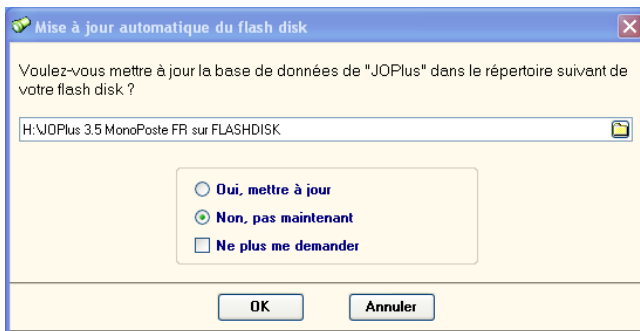 Mise à jour automatique du flash disk
Voulez-vous mettre à jour la base de données de "JOPlus" dans le répertoire suivant de
votre flash disk ?
H:\JOPlus 3.5 MonoPoste FR sur FLASHDISK
Oui, mettre à jour
Non, pas maintenant
Ne plus me demander
OK Annuler